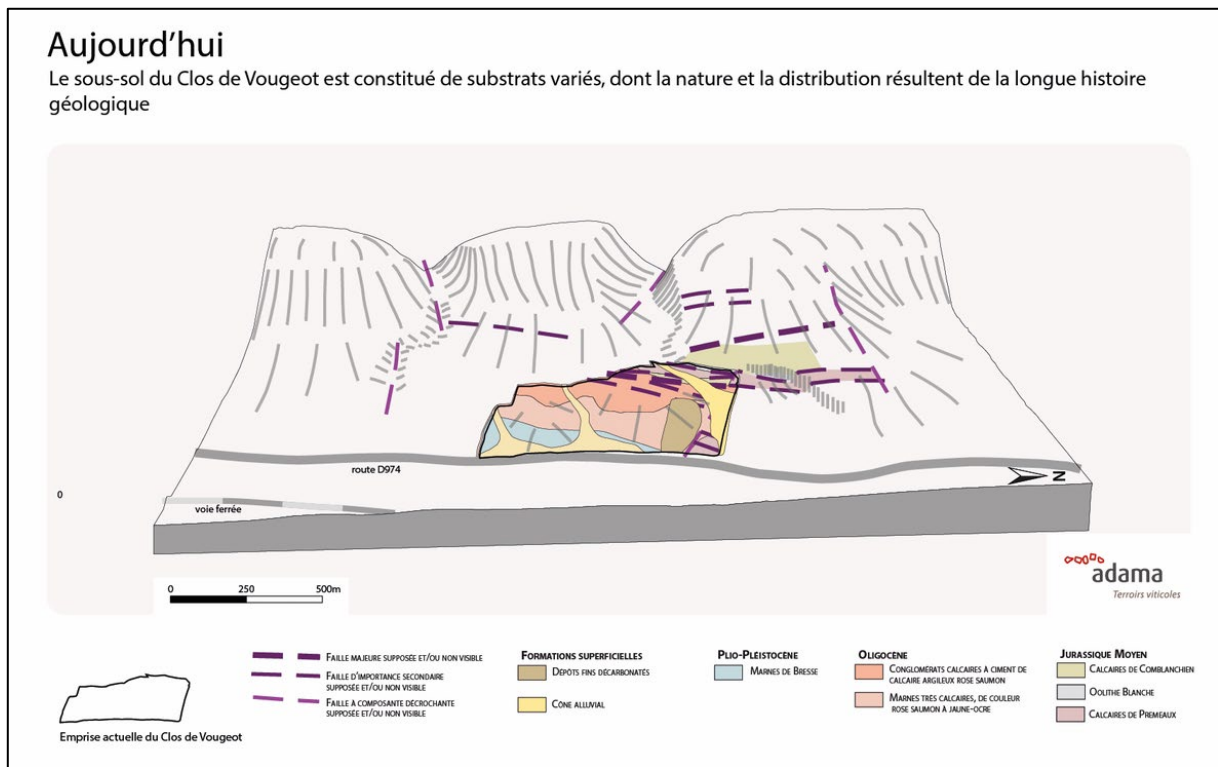 Aujourd'hui
Le sous-sol du Clos de Vougeot est constitué de substrats variés, dont la nature et la distribution résultent de la longue histoire
géologique
route D974
N
0
voie ferrée
adama
Terroirs viticoles
0 250 500m
Emprise actuelle du Clos de Vougeot
FAILLE MAJEURE SUPPOSÉE ET/OU NON VISIBLE
FAILLE D'IMPORTANCE SECONDAIRE
SUPPOSÉE ET/OU NON VISIBLE
FAILLE À COMPOSANTE DÉCROCHANTE
SUPPOSÉE ET/OU NON VISIBLE
FORMATIONS SUPERFICIELLES
DÉPÔTS FINS DÉCARBONATÉS
CÔNE ALLUVIAL
PLIO-PLÉISTOCÈNE
MARNES DE BRESSE
OLIGOCÈNE
CONGLOMÉRATS CALCAIRES À CIMENT DE
CALCAIRE ARGILEUX ROSE SAUMON
MARNES TRÈS CALCAIRES, DE COULEUR
ROSE SAUMON À JAUNE-OCRE
JURASSIQUE MOYEN
CALCAIRES DE COMBLANCHIEN
OOLITHE BLANCHE
CALCAIRES DE PREMEAUX